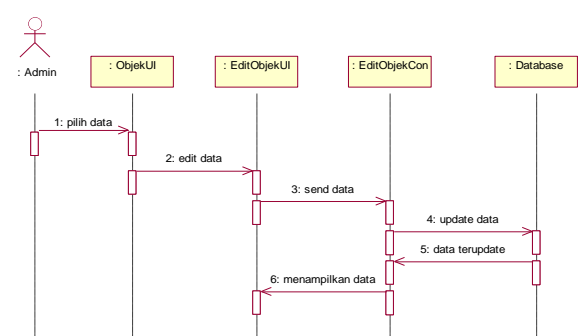 : Admin
: ObjekUI
: EditObjekUI
: EditObjekCon
: Database
1: pilih data
2: edit data
3: send data
4: update data
5: data terupdate
6: menampilkan data